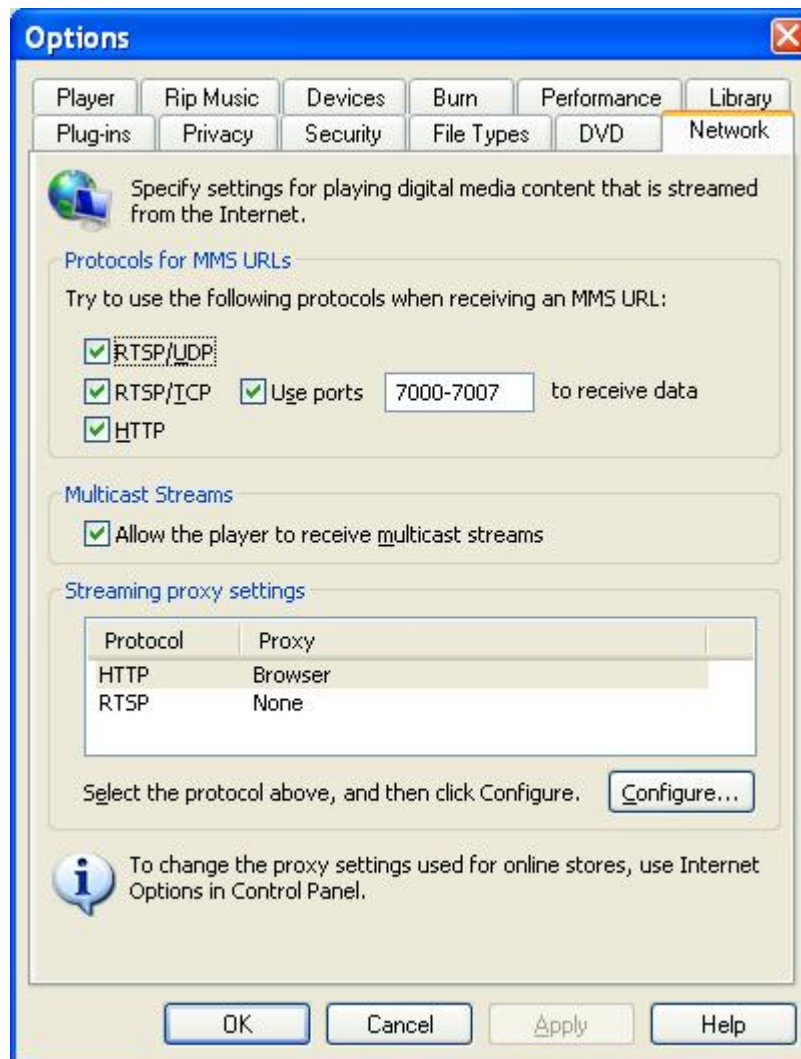 Options
Player Rip Music Devices Burn Performance Library
Plug-ins Privacy Security File Types DVD Network
Specify settings for playing digital media content that is streamed
from the Internet.
Protocols for MMS URLs
Try to use the following protocols when receiving an MMS URL:
RTSP/UDP
RTSP/TCP Use ports 7000-7007 to receive data
HTTP
Multicast Streams
Allow the player to receive multicast streams
Streaming proxy settings
Protocol Proxy
HTTP Browser
RTSP None
Select the protocol above, and then click Configure. Configure...
To change the proxy settings used for online stores, use Internet
Options in Control Panel.
OK Cancel Apply Help